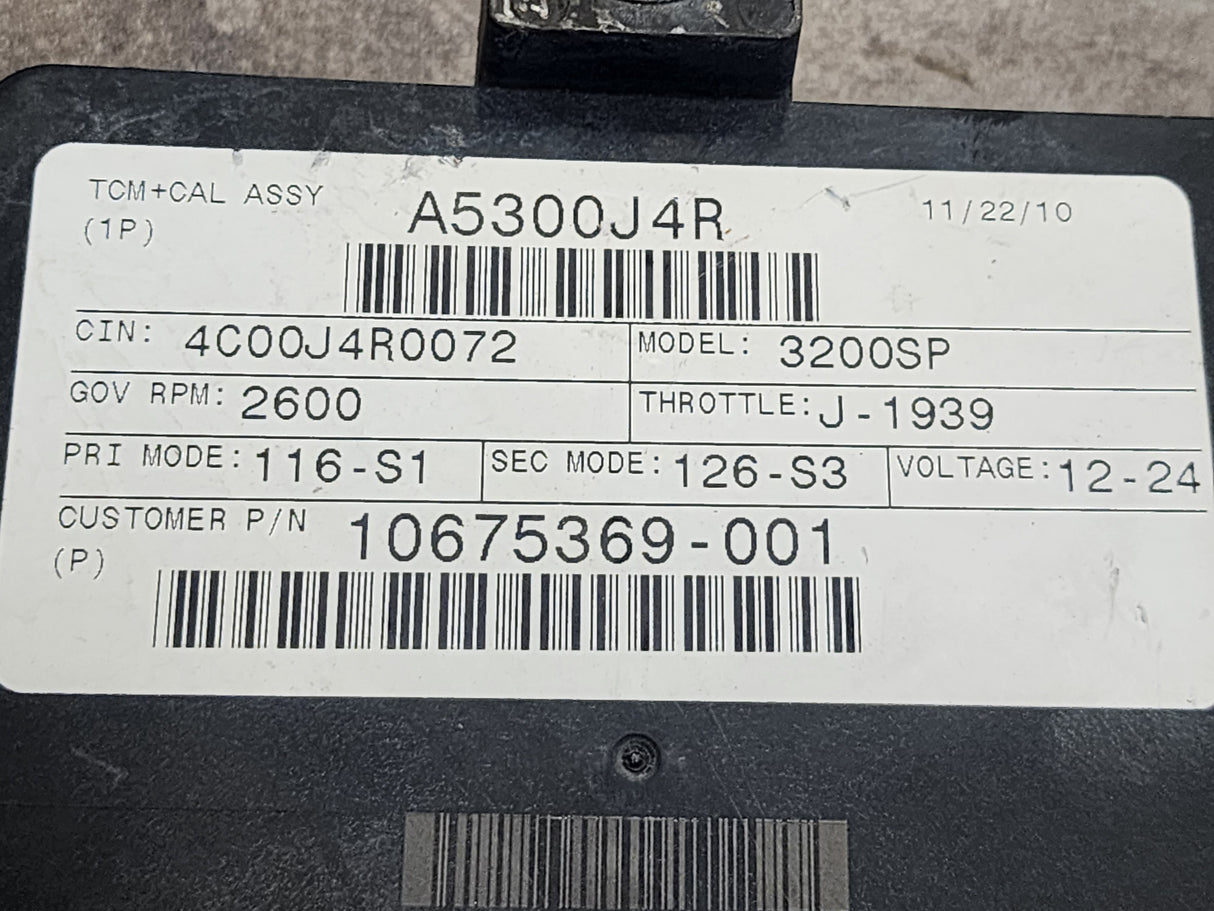 TCM+CAL ASSY A5300J4R 11/22/10
(1P)
CIN: 4C00J4R0072 MODEL: 3200SP
GOV RPM: 2600 THROTTLE: J-1939
PRI MODE: 116-S1 SEC MODE: 126-S3 VOLTAGE: 12-24
CUSTOMER P/N 10675369-001
(P)